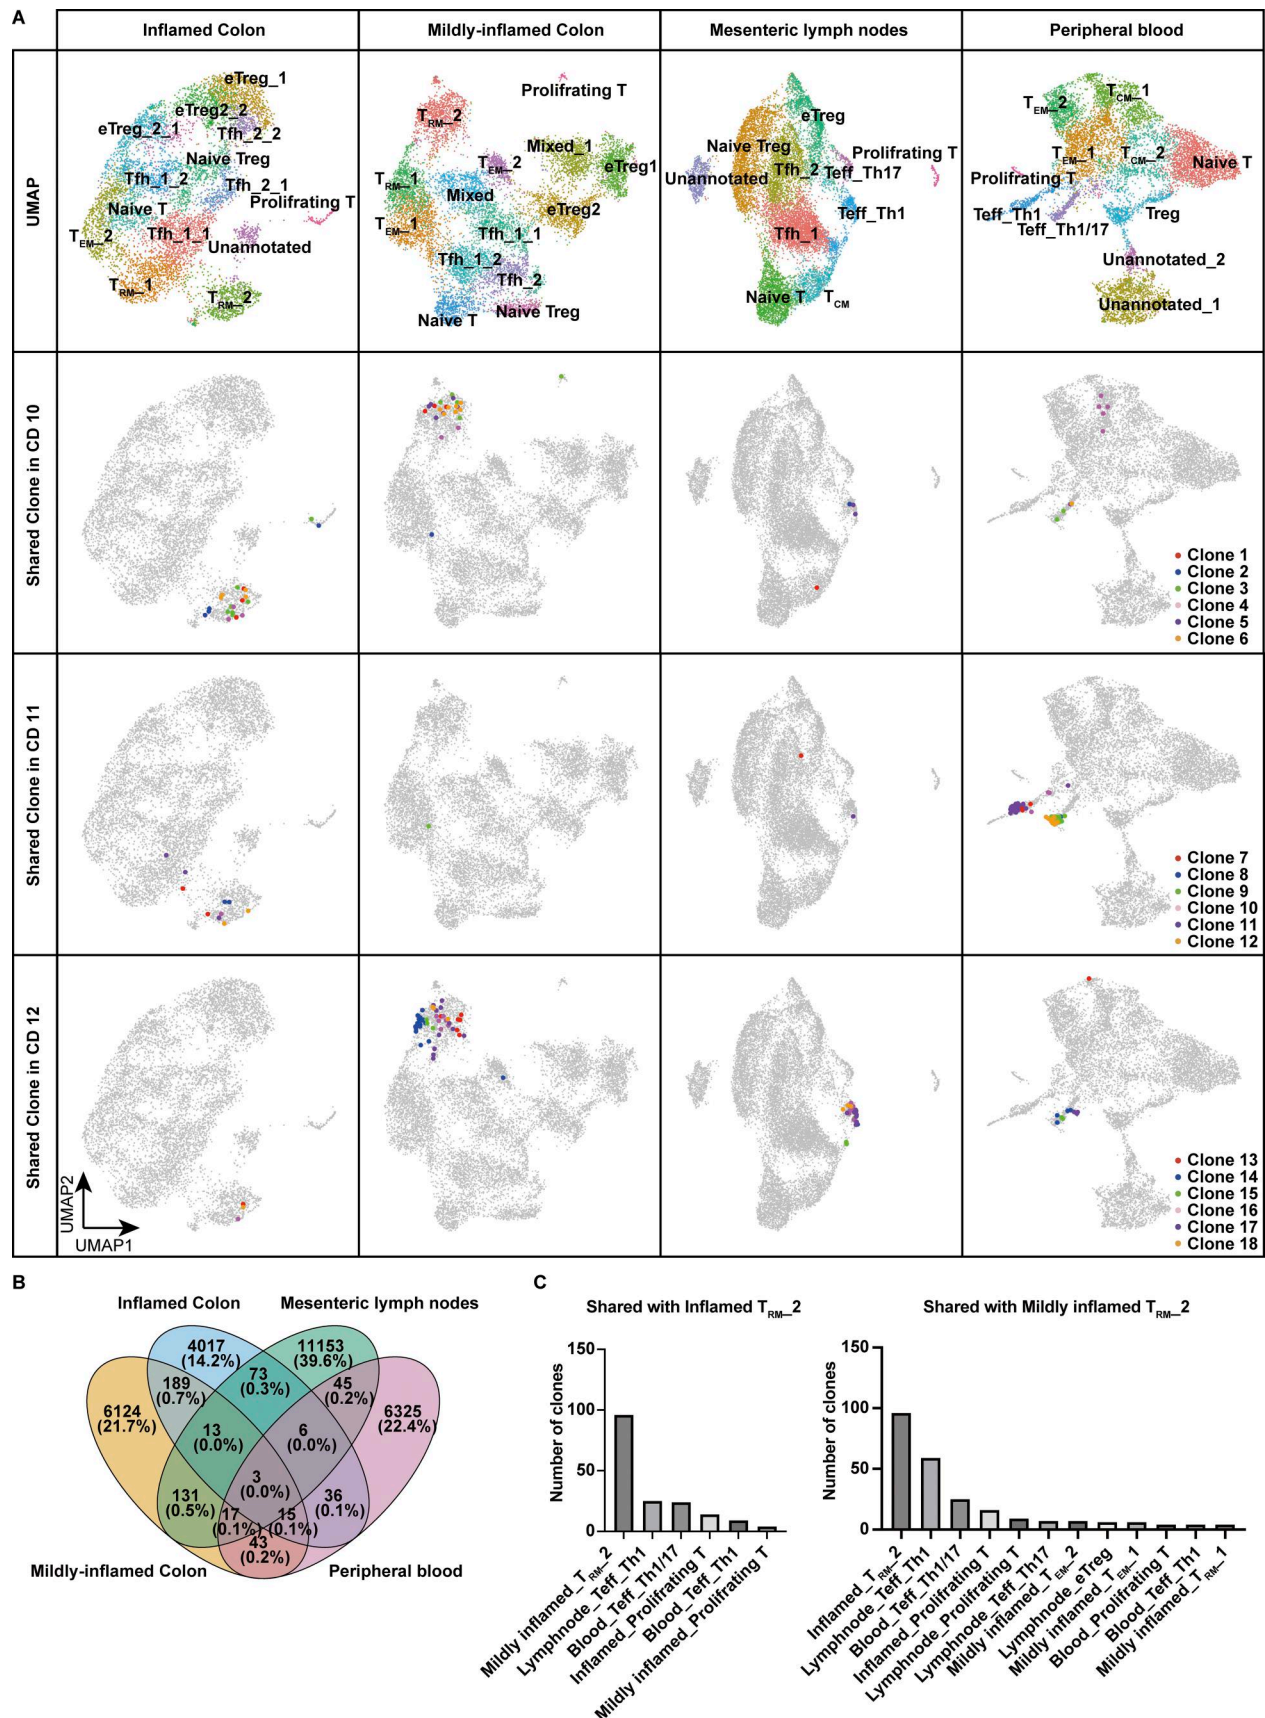 A
Inflamed Colon
Mildly-inflamed Colon
Mesenteric lymph nodes
Peripheral blood
UMAP
eTreg_1
eTreg2_2
eTreg_2_1
Tfh_2_2
Naive Treg
Tfh_1_2
Tfh_2_1
Prolifrating T
Naive T
TEM_2
Tfh_1_1
Unannotated
TRM_1
TRM_2
Prolifrating T
TRM_2
Mixed_1
TEM_2
eTreg1
TRM_1
Mixed
eTreg2
TEM_1
Tfh_1_1
Tfh_1_2
Tfh_2
Naive T
Naive Treg
eTreg
Naive Treg
Prolifrating T
Unannotated
Tfh_2
Teff_Th17
Teff_Th1
Tfh_1
Naive T
TCM
TEM_2
TCM_1
TEM_1
TCM_2
Naive T
Prolifrating T
Teff_Th1
Treg
Teff_Th1/17
Unannotated_2
Unannotated_1
Shared Clone in CD 10
Clone 1
Clone 2
Clone 3
Clone 4
Clone 5
Clone 6
Shared Clone in CD 11
Clone 7
Clone 8
Clone 9
Clone 10
Clone 11
Clone 12
Shared Clone in CD 12
Clone 13
Clone 14
Clone 15
Clone 16
Clone 17
Clone 18
UMAP2
UMAP1
B
Inflamed Colon
Mesenteric lymph nodes
4017
(14.2%)
11153
(39.6%)
189
(0.7%)
73
(0.3%)
45
(0.2%)
6124
(21.7%)
6325
(22.4%)
13
(0.0%)
6
(0.0%)
3
(0.0%)
131
(0.5%)
36
(0.1%)
17
(0.1%)
15
(0.1%)
43
(0.2%)
Mildly-inflamed Colon
Peripheral blood
C
Shared with Inflamed TRM_2
Number of clones
150
100
50
0
Mildly inflamed_TRM_2
Lymphnode_Teff_Th1
Blood_Teff_Th1/17
Inflamed_Prolifrating T
Blood_Teff_Th1
Mildly inflamed_Prolifrating T
Shared with Mildly inflamed TRM_2
Number of clones
150
100
50
0
Inflamed_TRM_2
Lymphnode_Teff_Th1
Blood_Teff_Th1/17
Inflamed_Prolifrating T
Lymphnode_Prolifrating T
Lymphnode_Teff_Th17
Mildly inflamed_TEM_2
Lymphnode_eTreg
Mildly inflamed_TEM_1
Blood_Prolifrating T
Blood_Teff_Th1
Mildly inflamed_TRM_1